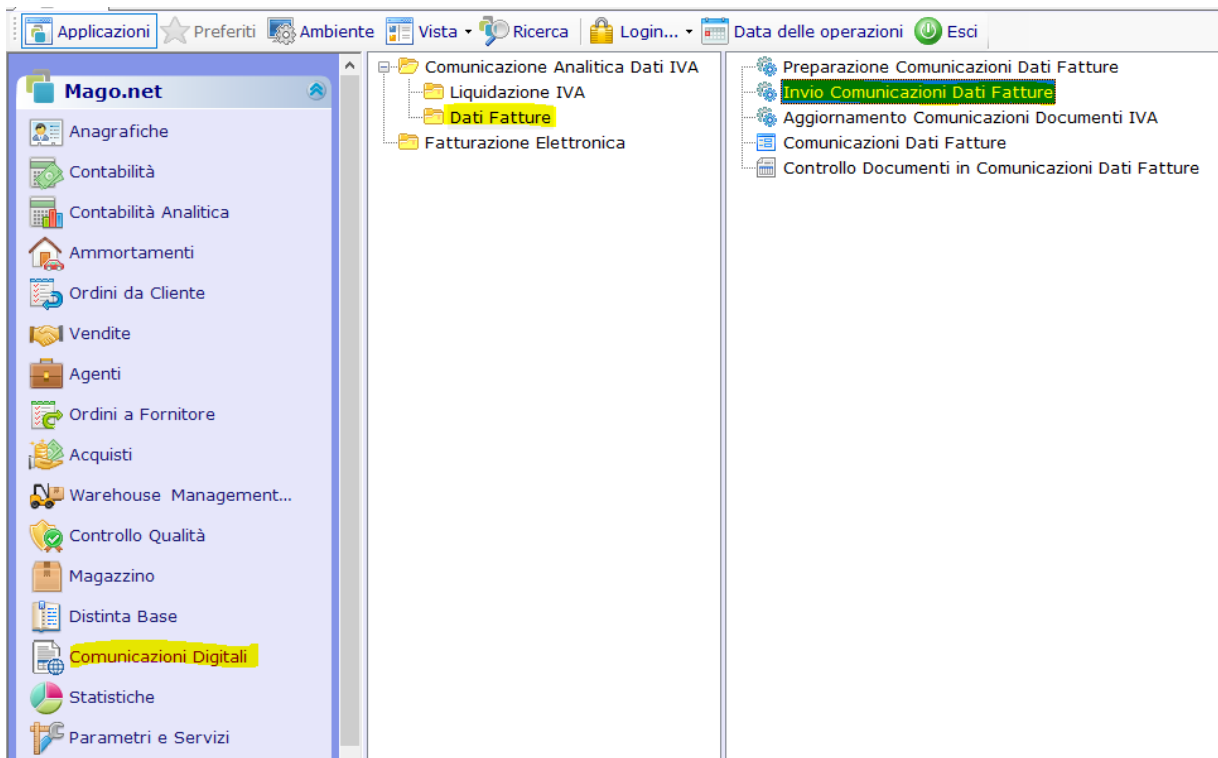 Applicazioni Preferiti Ambiente Vista Ricerca Login... Data delle operazioni Esci
Mago.net
Anagrafiche
Contabilità
Contabilità Analitica
Ammortamenti
Ordini da Cliente
Vendite
Agenti
Ordini a Fornitore
Acquisti
Warehouse Management...
Controllo Qualità
Magazzino
Distinta Base
Comunicazioni Digitali
Statistiche
Parametri e Servizi
Comunicazione Analitica Dati IVA
Liquidazione IVA
Dati Fatture
Fatturazione Elettronica
Preparazione Comunicazioni Dati Fatture
Invio Comunicazioni Dati Fatture
Aggiornamento Comunicazioni Documenti IVA
Comunicazioni Dati Fatture
Controllo Documenti in Comunicazioni Dati Fatture